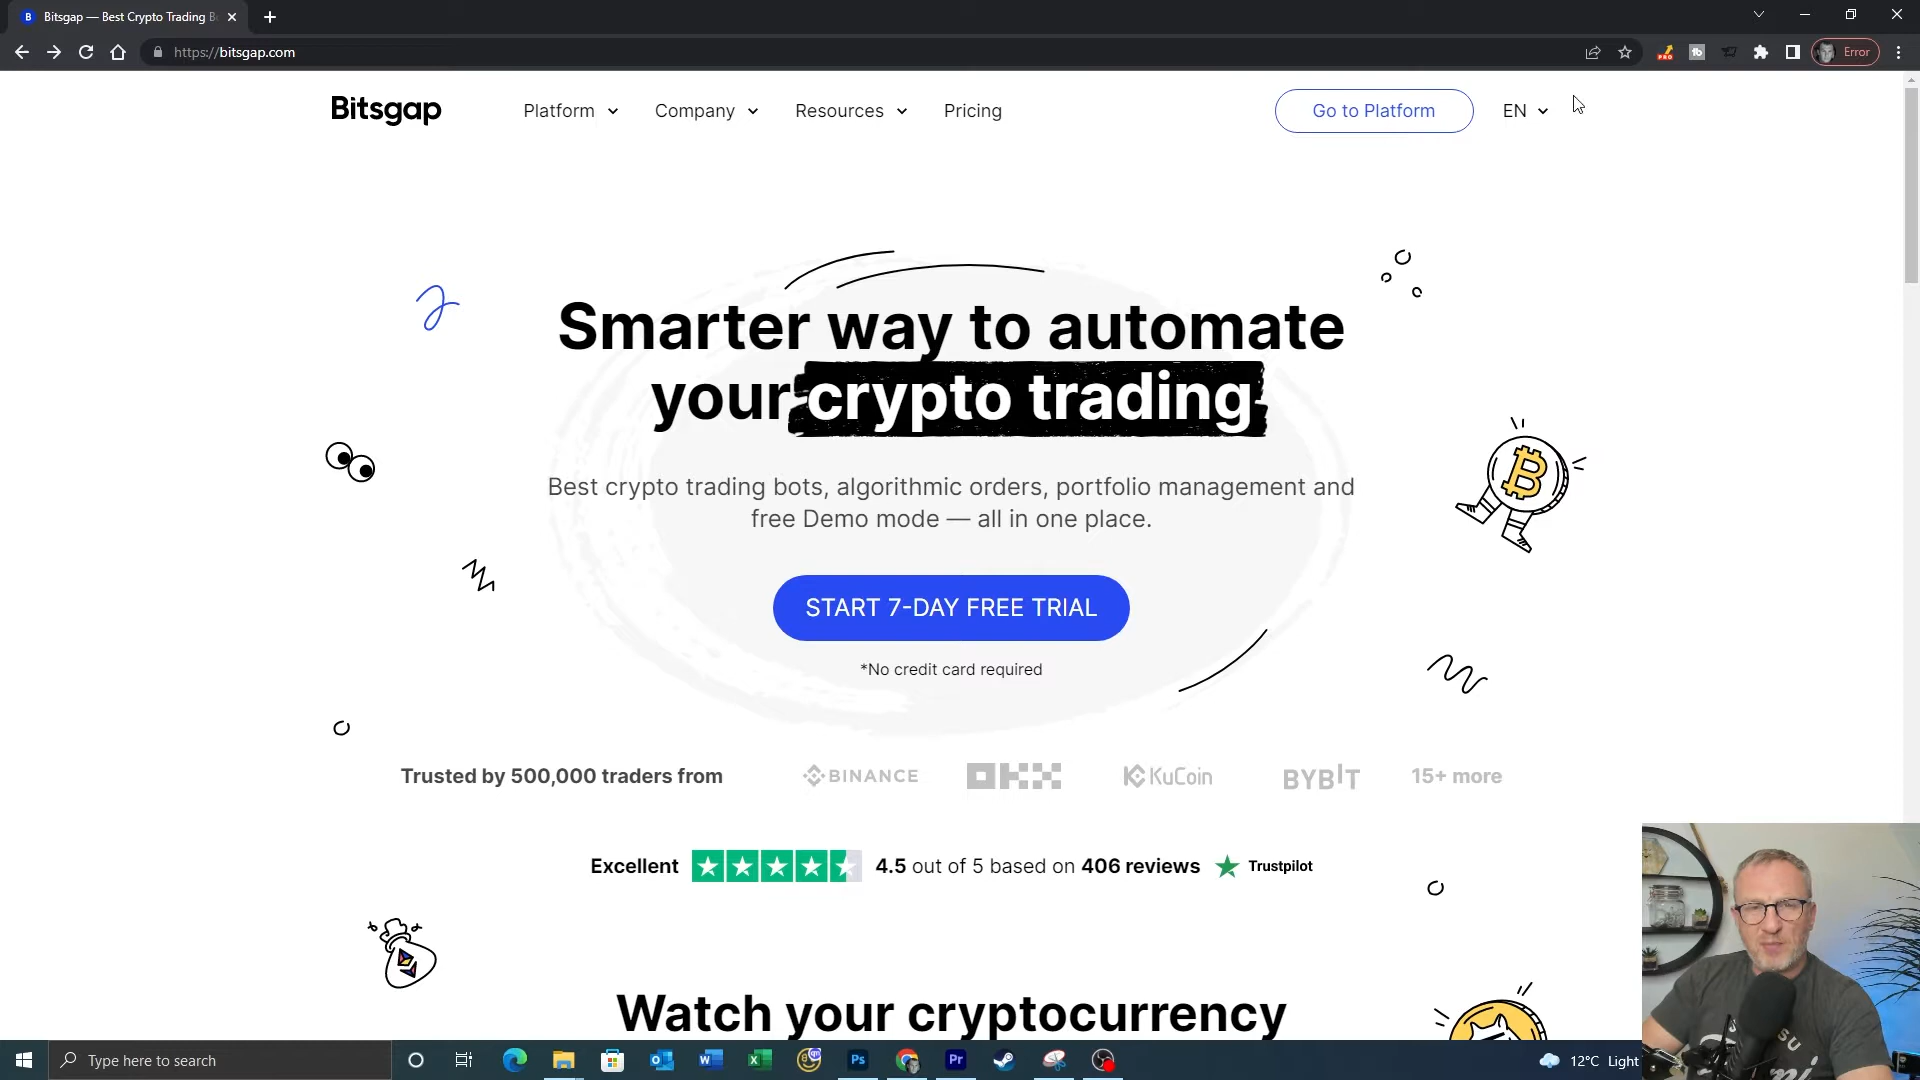 Bitsgap — Best Crypto Trading B
https://bitsgap.com
Error
Bitsgap
Platform
Company
Resources
Pricing
Go to Platform
EN
Smarter way to automate
your crypto trading
Best crypto trading bots, algorithmic orders, portfolio management and
free Demo mode — all in one place.
START 7-DAY FREE TRIAL
*No credit card required
Trusted by 500,000 traders from
BINANCE
OKX
KuCoin
BYBIT
15+ more
Excellent
4.5 out of 5 based on 406 reviews
Trustpilot
Watch your cryptocurrency
Type here to search
Ps
Pr
12°C Light